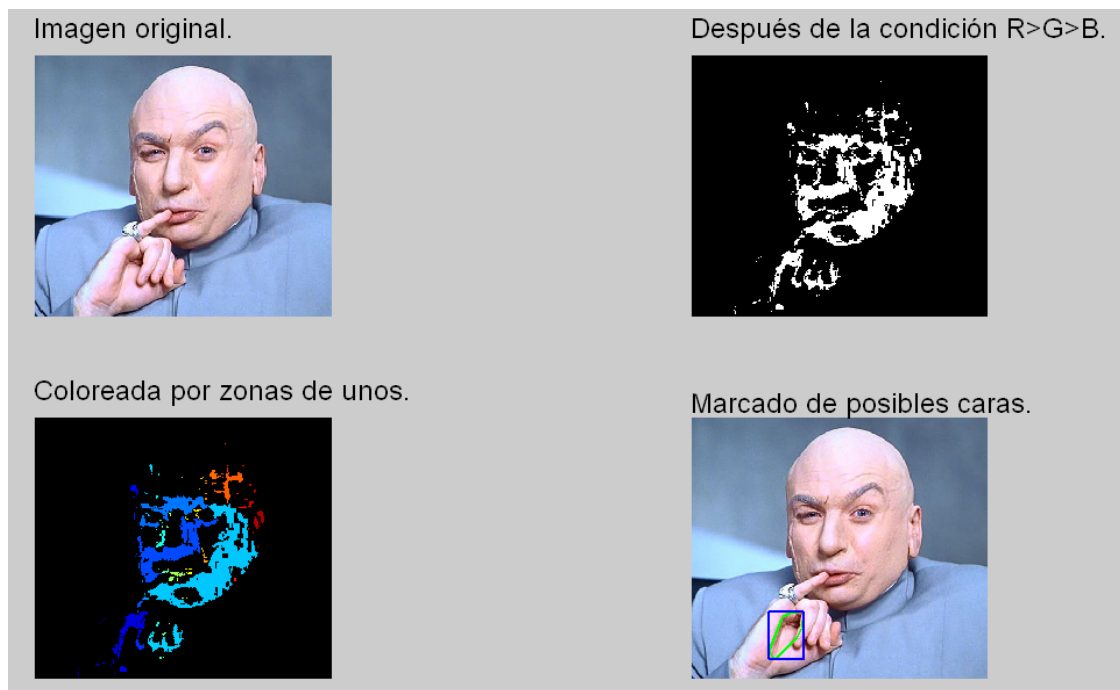 Imagen original.
Después de la condición R>G>B.
Coloreada por zonas de unos.
Marcado de posibles caras.